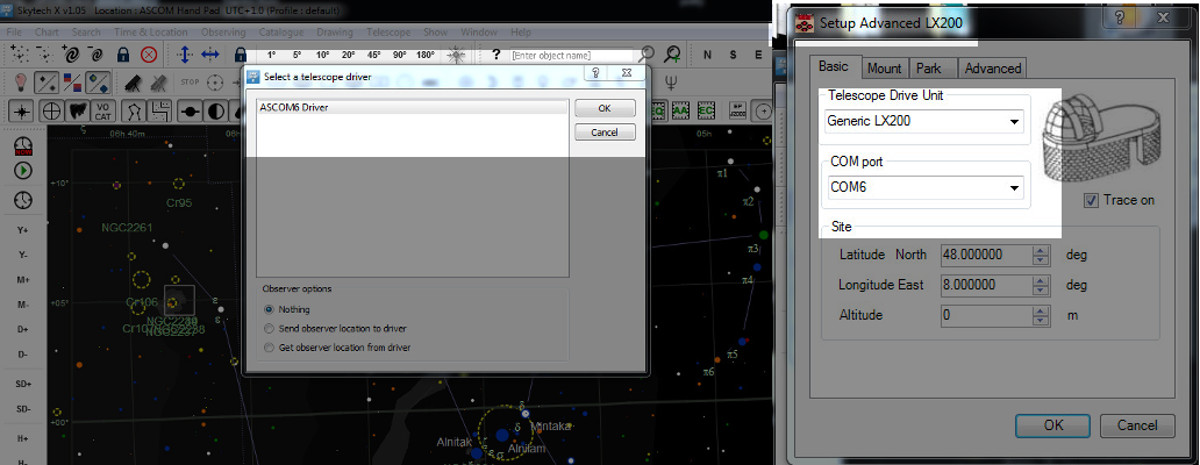 Skytech X v1.05 Location : ASCOM Hand Pad UTC+1.0 (Profile : default)
File Chart Search Time & Location Observing Catalogue Drawing Telescope Show Window Help
1° 5° 10° 20° 45° 90° 180° ? [Enter object name] N S E
STOP
VO CAT
AA EC
06h 40m
05h
Select a telescope driver
ASCOM6 Driver
OK
Cancel
Observer options
Nothing
Send observer location to driver
Get observer location from driver
Y+
Y-
M+
M-
D+
D-
SD+
SD-
H+
H-
+10°
+05°
+00°
Cr95
NGC2261
Cr106
NGC2237
π1
π2
π3
π4
π5
π6
δ
Mintaka
Alnitak
Alnilam
ε
σ
Setup Advanced LX200
Basic Mount Park Advanced
Telescope Drive Unit
Generic LX200
COM port
COM6
Trace on
Site
Latitude North 48.000000 deg
Longitude East 8.000000 deg
Altitude 0 m
OK Cancel